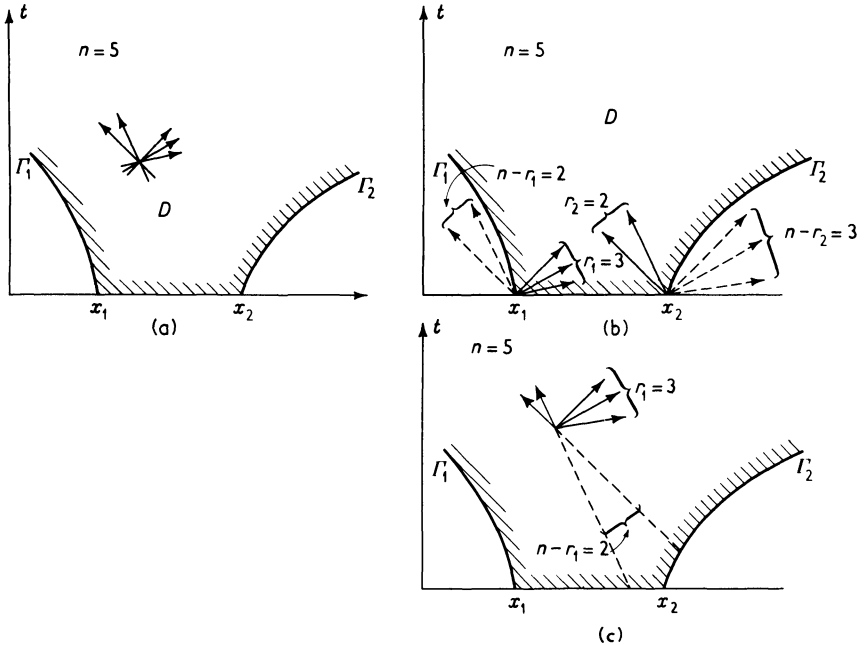 t
n = 5
Γ₁
D
Γ₂
x₁
x₂
(a)
t
n = 5
D
Γ₁
n − r₁ = 2
r₂ = 2
Γ₂
n − r₂ = 3
r₁ = 3
x₁
x₂
(b)
t
n = 5
r₁ = 3
Γ₁
Γ₂
n − r₁ = 2
x₁
x₂
(c)